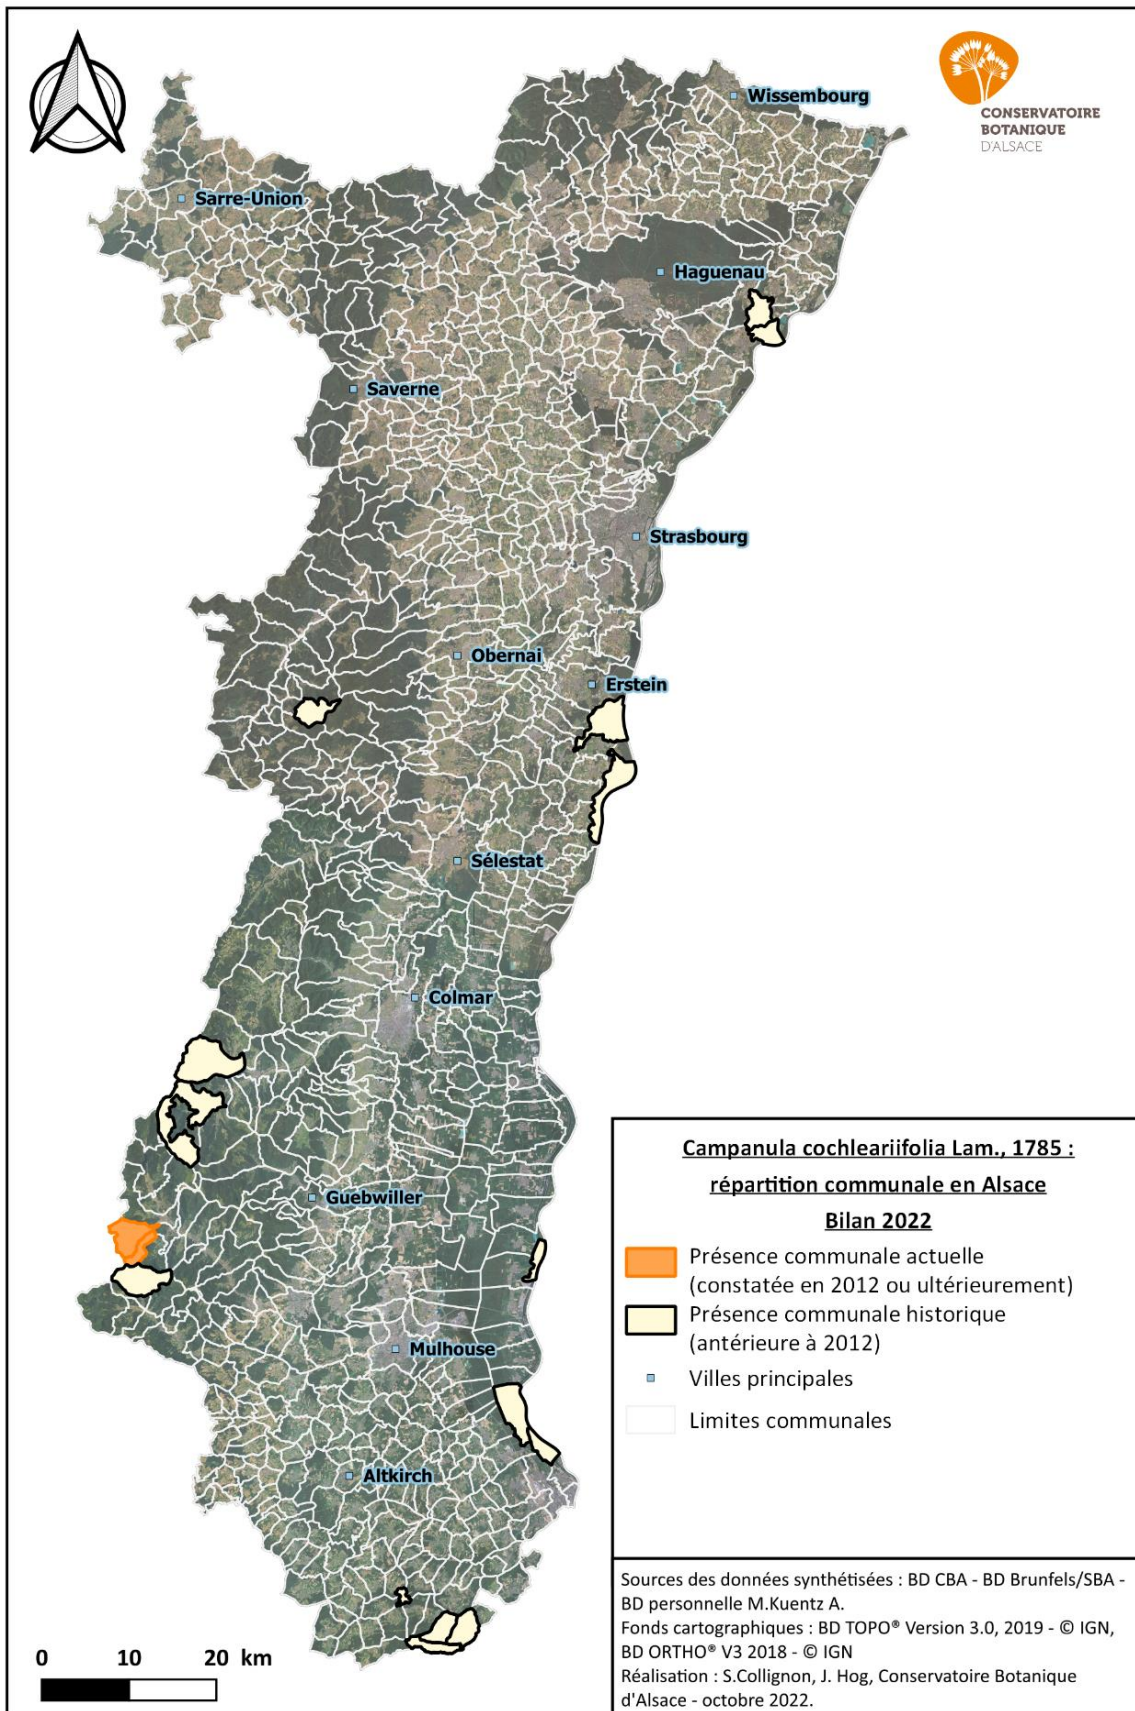 CONSERVATOIRE
BOTANIQUE
D'ALSACE
Wissembourg
Sarre-Union
Haguenau
Saverne
Strasbourg
Obernai
Erstein
Sélestat
Colmar
Guebwiller
Mulhouse
Altkirch
0 10 20 km
Campanula cochleariifolia Lam., 1785 :
répartition communale en Alsace
Bilan 2022
Présence communale actuelle
(constatée en 2012 ou ultérieurement)
Présence communale historique
(antérieure à 2012)
Villes principales
Limites communales
Sources des données synthétisées : BD CBA - BD Brunfels/SBA -
BD personnelle M.Kuentz A.
Fonds cartographiques : BD TOPO® Version 3.0, 2019 - © IGN,
BD ORTHO® V3 2018 - © IGN
Réalisation : S.Collignon, J. Hog, Conservatoire Botanique
d'Alsace - octobre 2022.